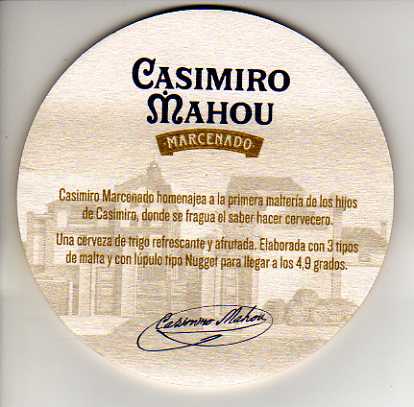 CASIMIRO
MAHOU
MARCENADO
Casimiro Marcenado homenajea a la primera maltería de los hijos
de Casimiro, donde se fragua el saber hacer cervecero.
Una cerveza de trigo refrescante y afrutada. Elaborada con 3 tipos
de malta y con lúpulo tipo Nugget para llegar a los 4,9 grados.
Casimiro Mahou